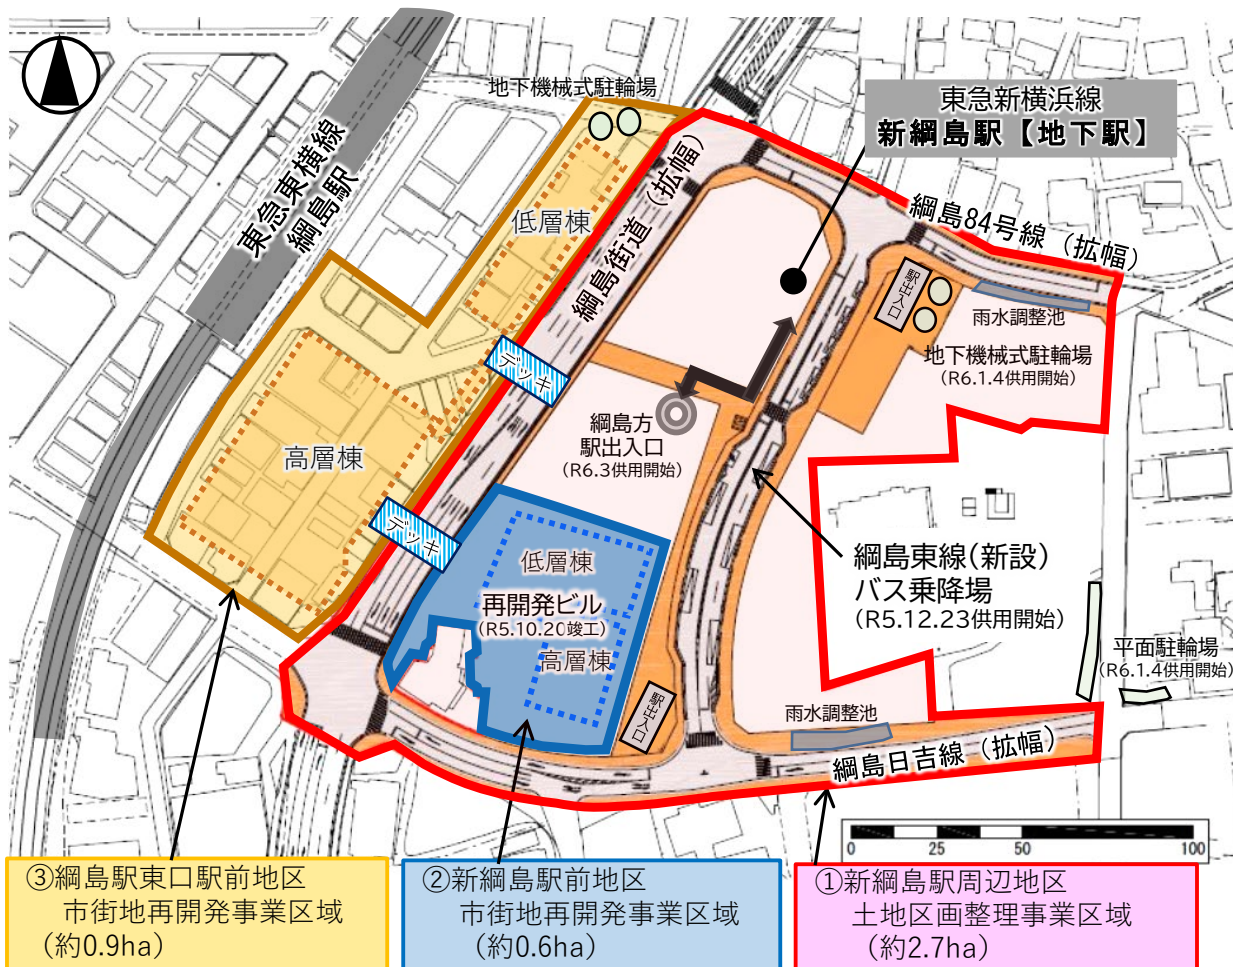 地下機械式駐輪場
東急新横浜線
新綱島駅【地下駅】
東急東横線
綱島駅
低層棟
綱島街道（拡幅）
綱島84号線（拡幅）
駅出入口
雨水調整池
地下機械式駐輪場
(R6.1.4供用開始)
デッキ
綱島方
駅出入口
(R6.3供用開始)
高層棟
デッキ
低層棟
再開発ビル
(R5.10.20竣工)
高層棟
綱島東線(新設)
バス乗降場
(R5.12.23供用開始)
平面駐輪場
(R6.1.4供用開始)
駅出入口
雨水調整池
綱島日吉線（拡幅）
0 25 50 100
③綱島駅東口駅前地区
市街地再開発事業区域
(約0.9ha)
②新綱島駅前地区
市街地再開発事業区域
(約0.6ha)
①新綱島駅周辺地区
土地区画整理事業区域
(約2.7ha)